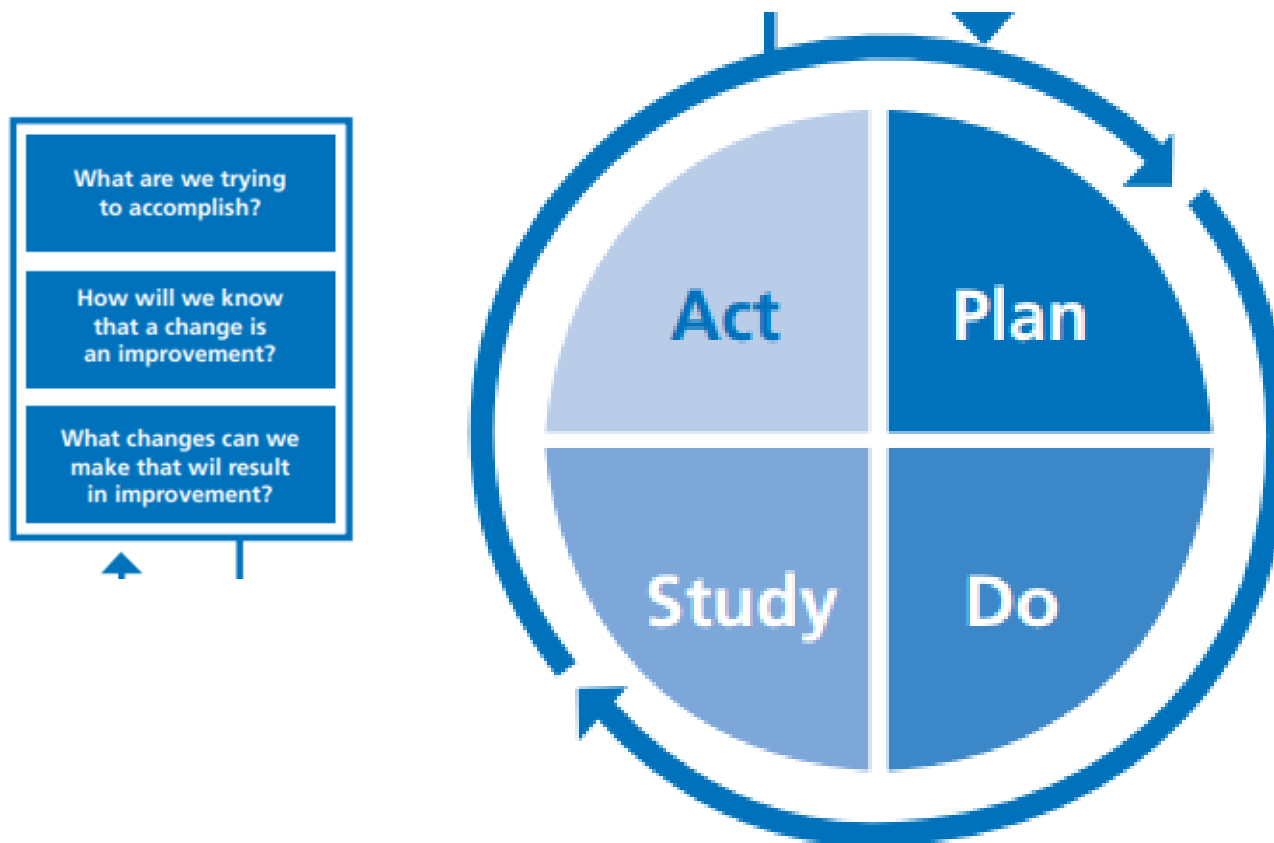 What are we trying
to accomplish?
How will we know
that a change is
an improvement?
What changes can we
make that wil result
in improvement?
Act
Plan
Study
Do